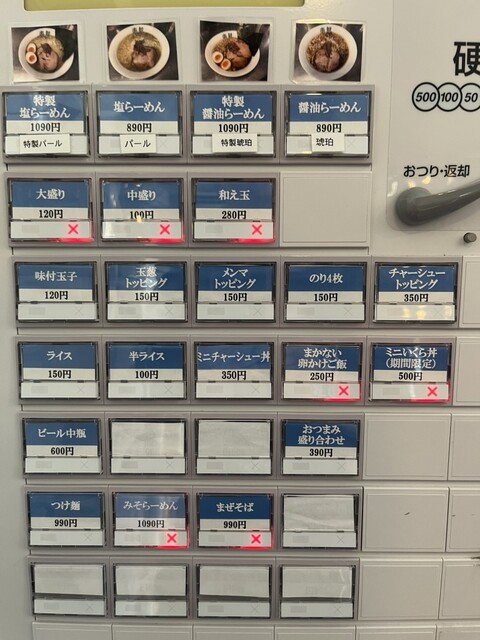 特製
塩らーめん
1090円
特製パール
塩らーめん
890円
パール
特製
醤油らーめん
1090円
特製琥珀
醤油らーめん
890円
琥珀
硬
500 100 50
おつり・返却
大盛り
120円
×
中盛り
100円
×
和え玉
280円
×
味付玉子
120円
玉葱
トッピング
150円
メンマ
トッピング
150円
のり4枚
150円
チャーシュー
トッピング
350円
ライス
150円
半ライス
100円
ミニチャーシュー丼
350円
まかない
卵かけご飯
250円
×
ミニいくら丼
(期間限定)
500円
×
ビール中瓶
600円
おつまみ
盛り合わせ
390円
つけ麺
990円
みそらーめん
1090円
×
まぜそば
990円
×